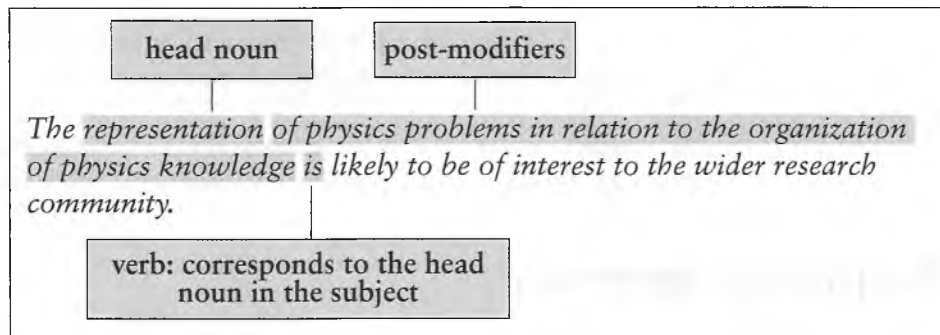 head noun
post-modifiers
The representation of physics problems in relation to the organization
of physics knowledge is likely to be of interest to the wider research
community.
verb: corresponds to the head
noun in the subject